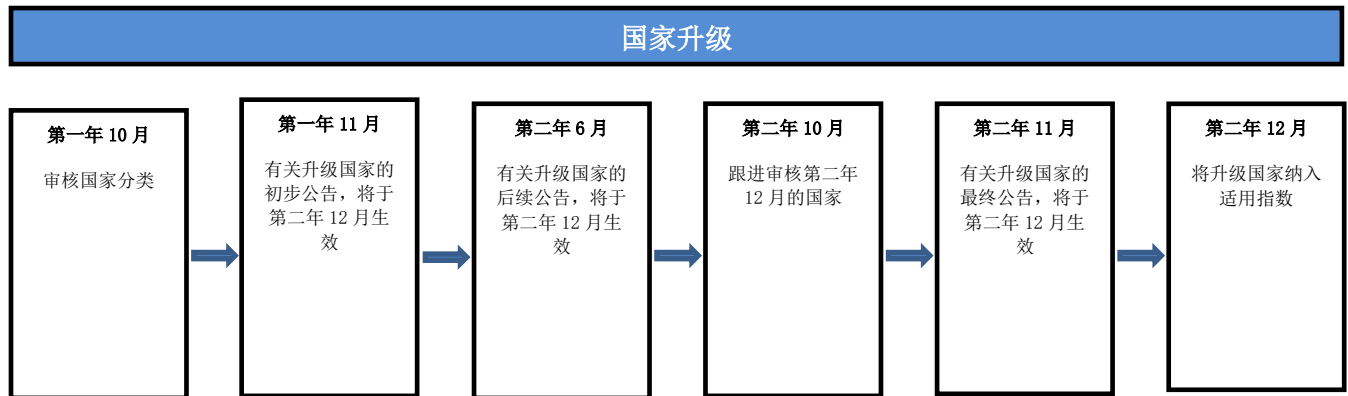 国家升级
第一年 10 月
审核国家分类
第一年 11 月
有关升级国家的
初步公告，将于
第二年 12 月生
效
第二年 6 月
有关升级国家的
后续公告，将于
第二年 12 月生
效
第二年 10 月
跟进审核第二年
12 月的国家
第二年 11 月
有关升级国家的
最终公告，将于
第二年 12 月生
效
第二年 12 月
将升级国家纳入
适用指数